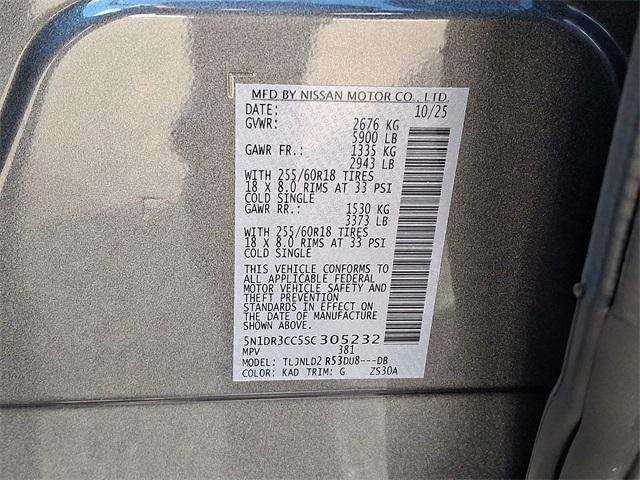 MFD BY NISSAN MOTOR CO., LTD.
DATE: 10/25
GVWR: 2676 KG
5900 LB
GAWR FR.: 1335 KG
2943 LB
WITH 255/60R18 TIRES
18 X 8.0 RIMS AT 33 PSI
COLD SINGLE
GAWR RR.: 1530 KG
3373 LB
WITH 255/60R18 TIRES
18 X 8.0 RIMS AT 33 PSI
COLD SINGLE
THIS VEHICLE CONFORMS TO
ALL APPLICABLE FEDERAL
MOTOR VEHICLE SAFETY AND
THEFT PREVENTION
STANDARDS IN EFFECT ON
THE DATE OF MANUFACTURE
SHOWN ABOVE.
5N1DR3CC5SC305232
MPV 381
MODEL: TLJNLD2 R53DU8---DB
COLOR: KAD TRIM: G ZS30A